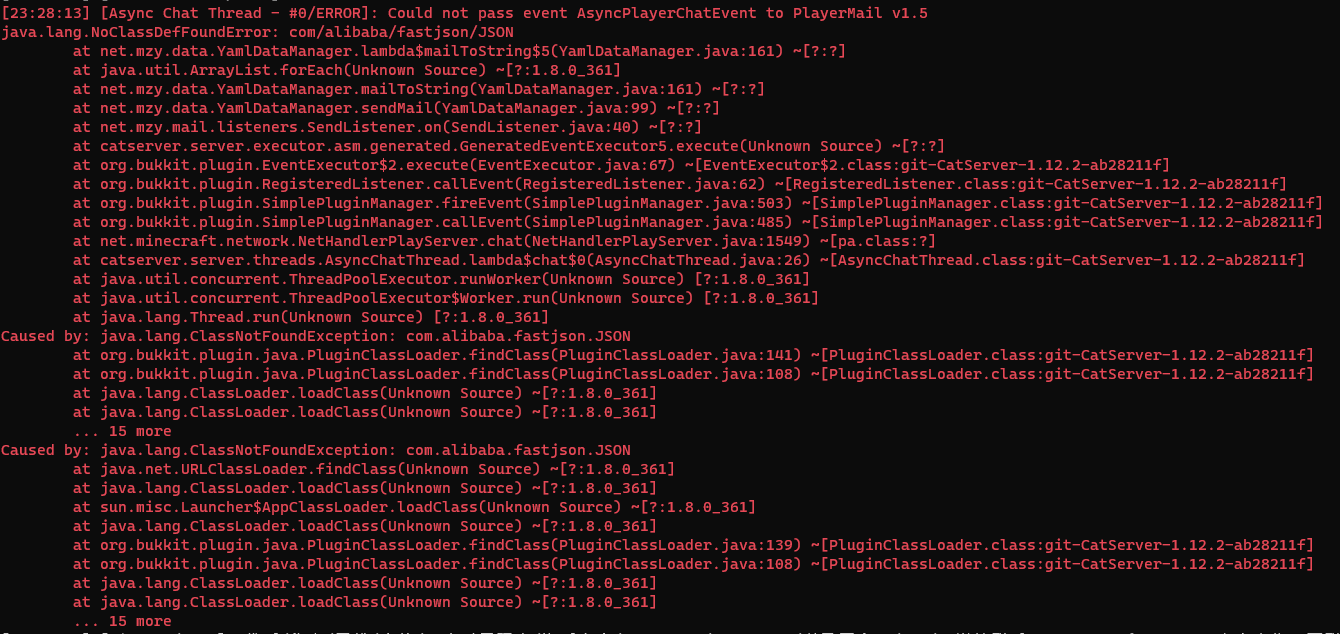 [23:28:13] [Async Chat Thread - #0/ERROR]: Could not pass event AsyncPlayerChatEvent to PlayerMail v1.5
java.lang.NoClassDefFoundError: com/alibaba/fastjson/JSON
at net.mzy.data.YamlDataManager.lambda$mailToString$5(YamlDataManager.java:161) ~[?:?]
at java.util.ArrayList.forEach(Unknown Source) ~[?:1.8.0_361]
at net.mzy.data.YamlDataManager.mailToString(YamlDataManager.java:161) ~[?:?]
at net.mzy.data.YamlDataManager.sendMail(YamlDataManager.java:99) ~[?:?]
at net.mzy.mail.listeners.SendListener.on(SendListener.java:40) ~[?:?]
at catserver.server.executor.asm.generated.GeneratedEventExecutor5.execute(Unknown Source) ~[?:?]
at org.bukkit.plugin.EventExecutor$2.execute(EventExecutor.java:67) ~[EventExecutor$2.class:git-CatServer-1.12.2-ab28211f]
at org.bukkit.plugin.RegisteredListener.callEvent(RegisteredListener.java:62) ~[RegisteredListener.class:git-CatServer-1.12.2-ab28211f]
at org.bukkit.plugin.SimplePluginManager.fireEvent(SimplePluginManager.java:503) ~[SimplePluginManager.class:git-CatServer-1.12.2-ab28211f]
at org.bukkit.plugin.SimplePluginManager.callEvent(SimplePluginManager.java:485) ~[SimplePluginManager.class:git-CatServer-1.12.2-ab28211f]
at net.minecraft.network.NetHandlerPlayServer.chat(NetHandlerPlayServer.java:1549) ~[pa.class:?]
at catserver.server.threads.AsyncChatThread.lambda$chat$0(AsyncChatThread.java:26) ~[AsyncChatThread.class:git-CatServer-1.12.2-ab28211f]
at java.util.concurrent.ThreadPoolExecutor.runWorker(Unknown Source) [?:1.8.0_361]
at java.util.concurrent.ThreadPoolExecutor$Worker.run(Unknown Source) [?:1.8.0_361]
at java.lang.Thread.run(Unknown Source) [?:1.8.0_361]
Caused by: java.lang.ClassNotFoundException: com.alibaba.fastjson.JSON
at org.bukkit.plugin.java.PluginClassLoader.findClass(PluginClassLoader.java:141) ~[PluginClassLoader.class:git-CatServer-1.12.2-ab28211f]
at org.bukkit.plugin.java.PluginClassLoader.findClass(PluginClassLoader.java:108) ~[PluginClassLoader.class:git-CatServer-1.12.2-ab28211f]
at java.lang.ClassLoader.loadClass(Unknown Source) ~[?:1.8.0_361]
at java.lang.ClassLoader.loadClass(Unknown Source) ~[?:1.8.0_361]
... 15 more
Caused by: java.lang.ClassNotFoundException: com.alibaba.fastjson.JSON
at java.net.URLClassLoader.findClass(Unknown Source) ~[?:1.8.0_361]
at java.lang.ClassLoader.loadClass(Unknown Source) ~[?:1.8.0_361]
at sun.misc.Launcher$AppClassLoader.loadClass(Unknown Source) ~[?:1.8.0_361]
at java.lang.ClassLoader.loadClass(Unknown Source) ~[?:1.8.0_361]
at org.bukkit.plugin.java.PluginClassLoader.findClass(PluginClassLoader.java:139) ~[PluginClassLoader.class:git-CatServer-1.12.2-ab28211f]
at org.bukkit.plugin.java.PluginClassLoader.findClass(PluginClassLoader.java:108) ~[PluginClassLoader.class:git-CatServer-1.12.2-ab28211f]
at java.lang.ClassLoader.loadClass(Unknown Source) ~[?:1.8.0_361]
at java.lang.ClassLoader.loadClass(Unknown Source) ~[?:1.8.0_361]
... 15 more